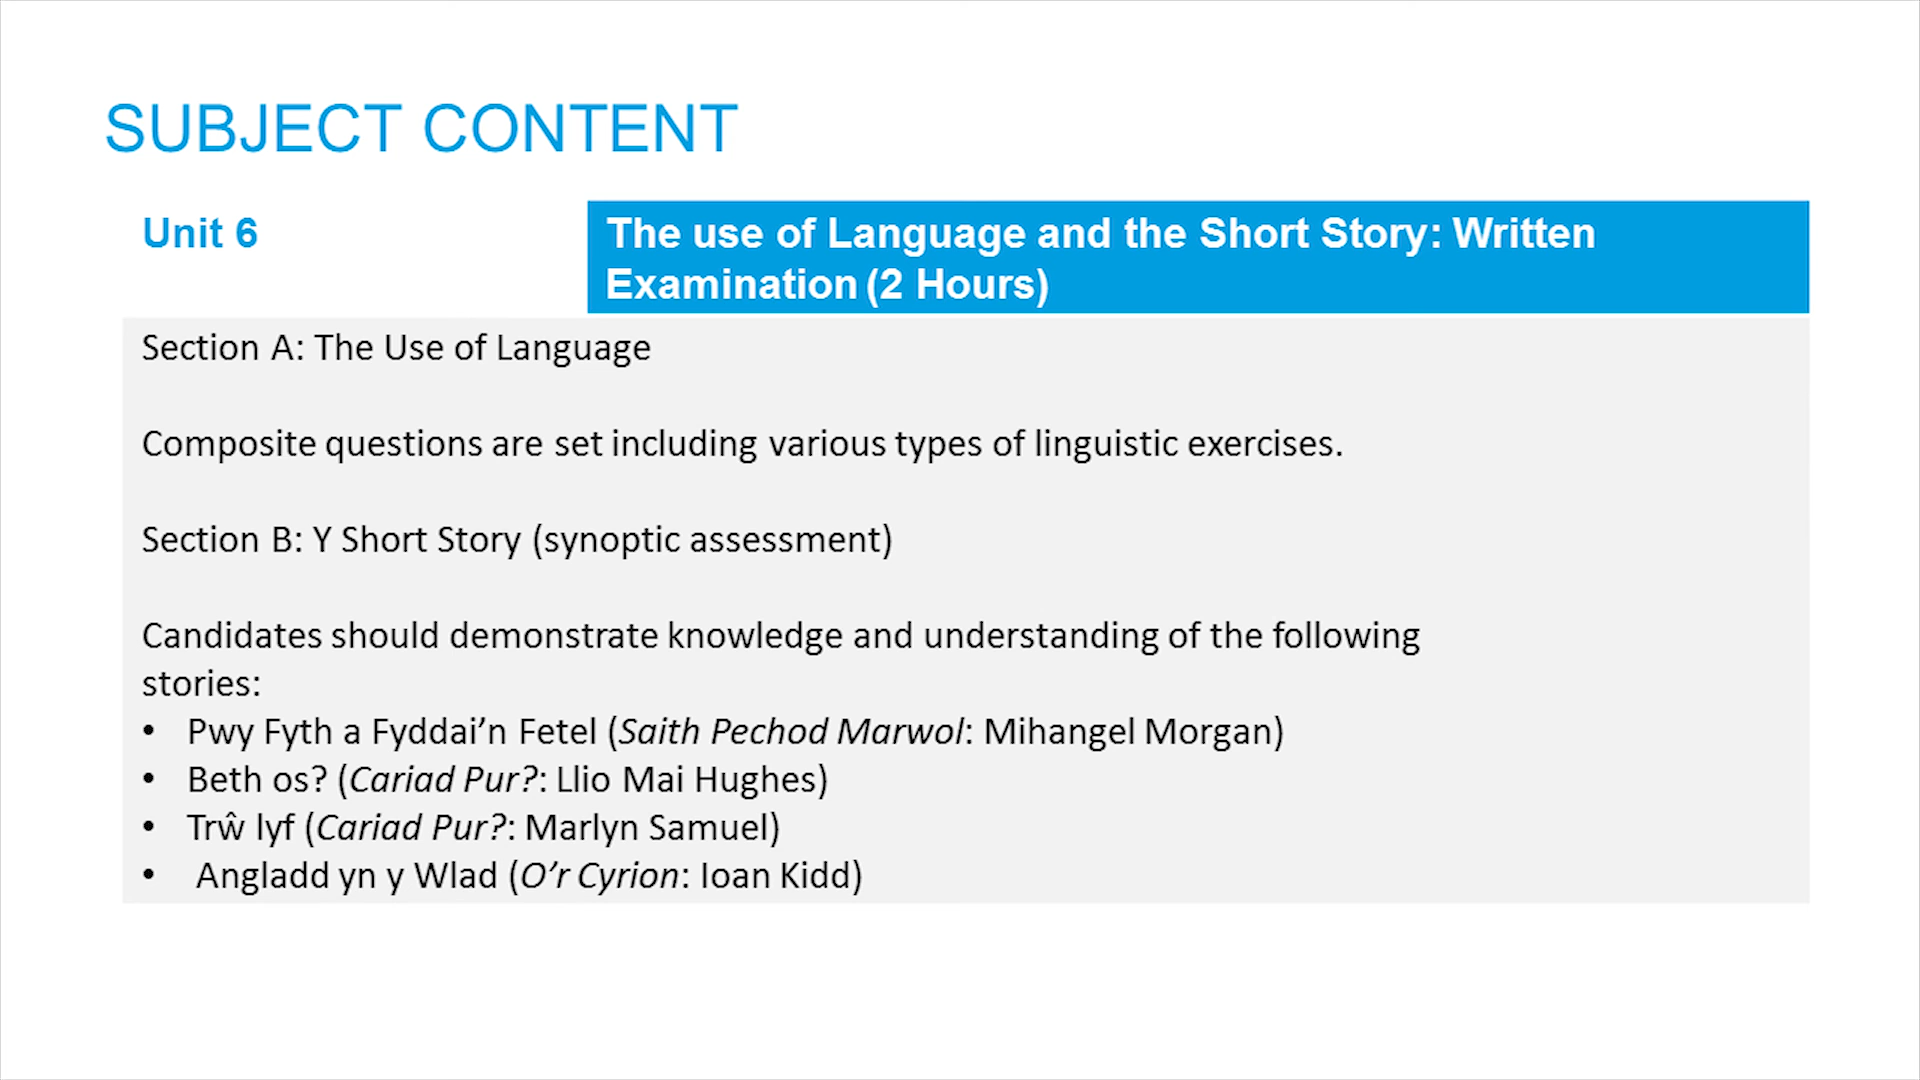 SUBJECT CONTENT
Unit 6
The use of Language and the Short Story: Written
Examination (2 Hours)
Section A: The Use of Language
Composite questions are set including various types of linguistic exercises.
Section B: Y Short Story (synoptic assessment)
Candidates should demonstrate knowledge and understanding of the following
stories:
• Pwy Fyth a Fyddai’n Fetel (Saith Pechod Marwol: Mihangel Morgan)
• Beth os? (Cariad Pur?: Llio Mai Hughes)
• Trŵ lyf (Cariad Pur?: Marlyn Samuel)
• Angladd yn y Wlad (O’r Cyrion: Ioan Kidd)